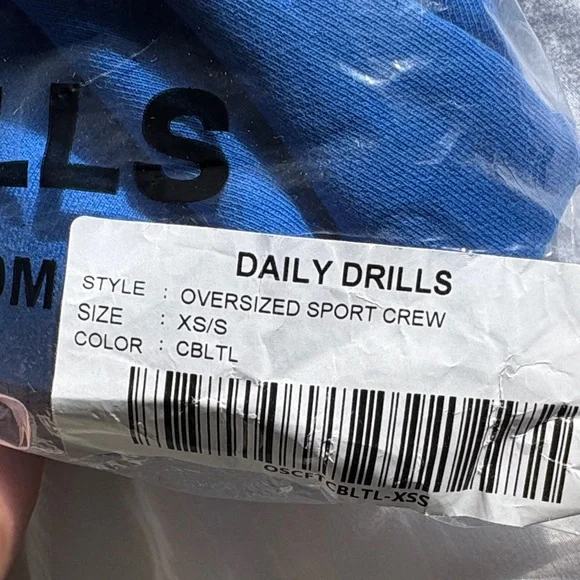 LLS
OM
DAILY DRILLS
STYLE : OVERSIZED SPORT CREW
SIZE : XS/S
COLOR : CBLTL
OSCFTCBLTL-XSS